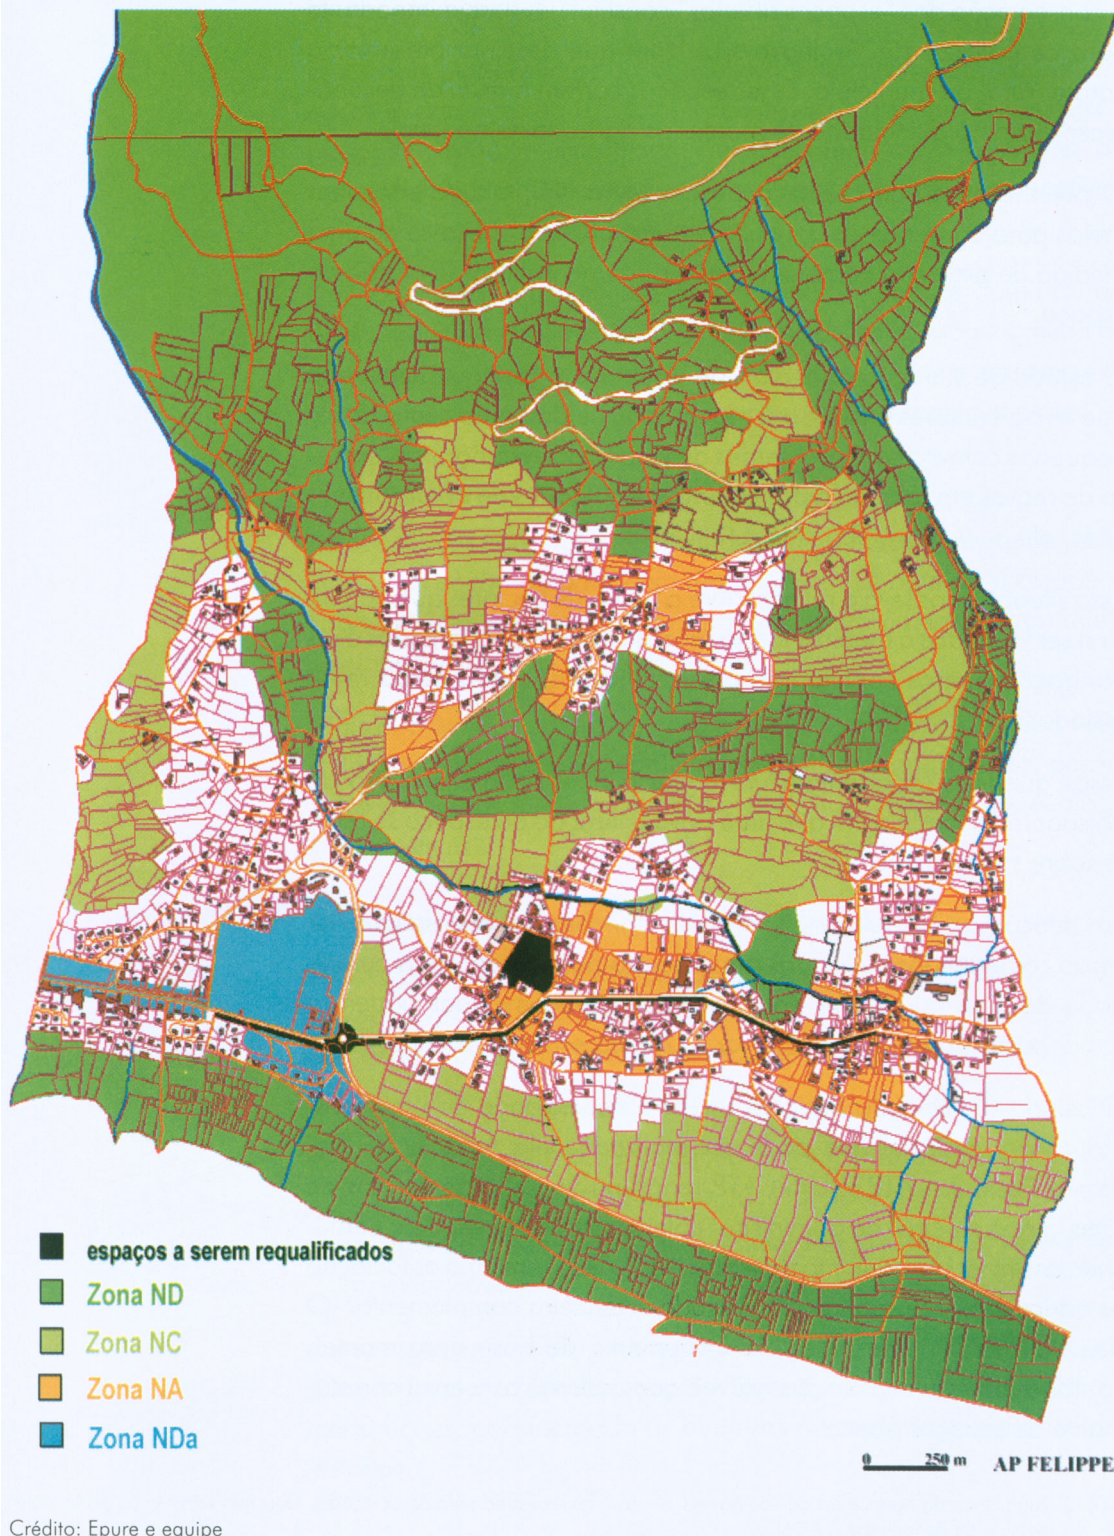 espaços a serem requalificados
Zona ND
Zona NC
Zona NA
Zona NDa
0 250 m AP FELIPPE
Crédito: Epure e equipe